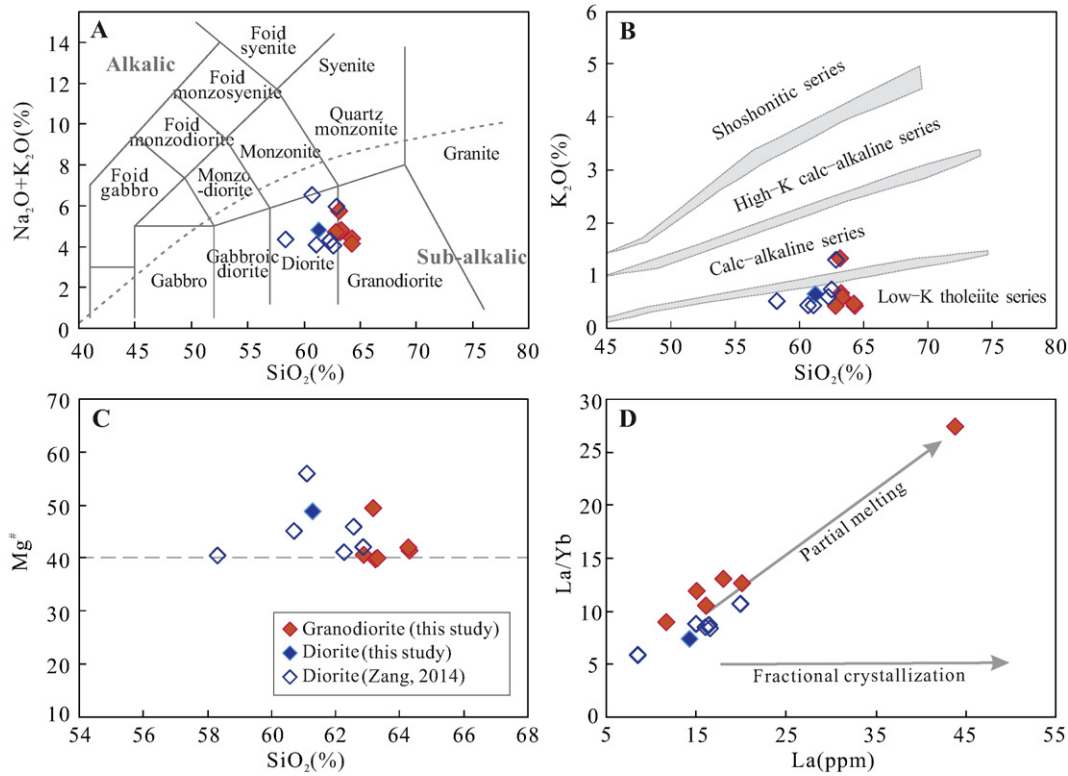 A
Na₂O+K₂O(%)
14
12
10
8
6
4
2
0
40
50
60
70
80
SiO₂(%)
Alkalic
Foid
syenite
Syenite
Foid
monzosyenite
Foid
monzodiorite
Quartz
monzonite
Monzonite
Granite
Foid
gabbro
Monzo
-diorite
Sub-alkalic
Gabbro
Gabbroic
diorite
Diorite
Granodiorite
B
K₂O(%)
6
5
4
3
2
1
0
45
50
55
60
65
70
75
80
SiO₂(%)
Shoshonitic series
High-K calc-alkaline series
Calc-alkaline series
Low-K tholeiite series
C
Mg#
70
60
50
40
30
20
10
54
56
58
60
62
64
66
68
SiO₂(%)
Granodiorite (this study)
Diorite (this study)
Diorite (Zang, 2014)
D
La/Yb
30
25
20
15
10
5
0
5
15
25
35
45
55
La(ppm)
Partial melting
Fractional crystallization